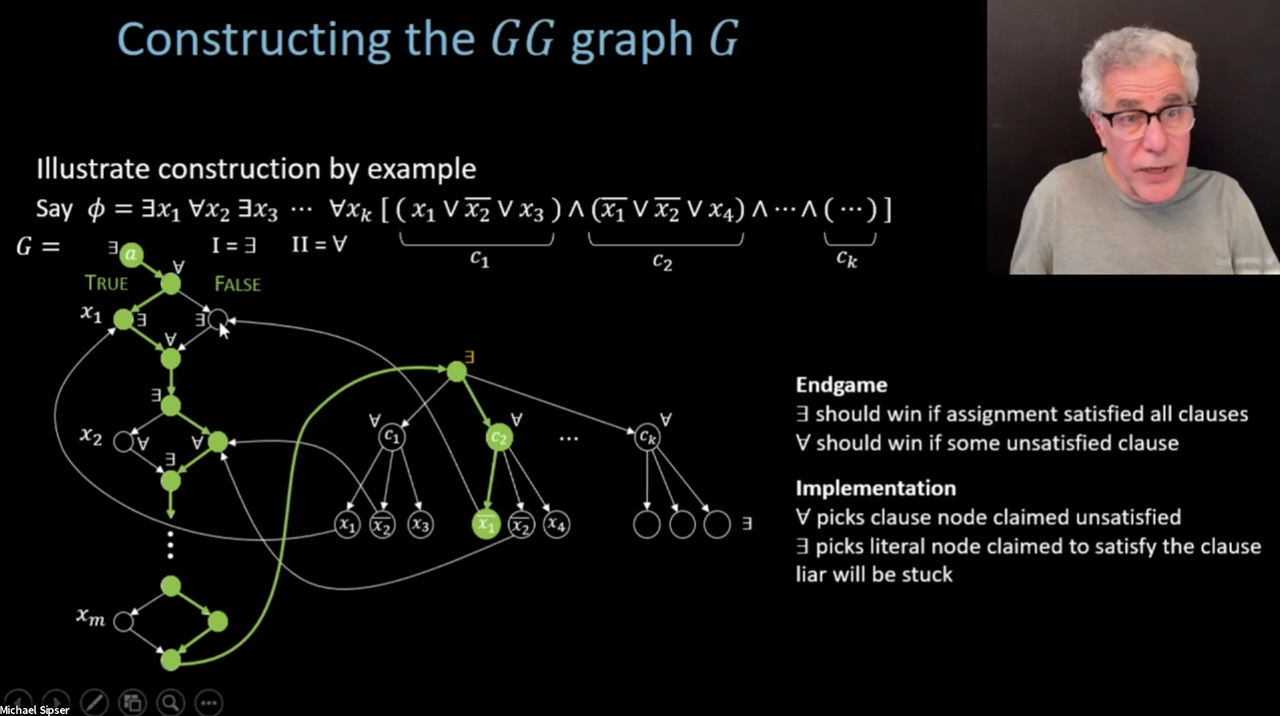 Constructing the GG graph G
Illustrate construction by example
Say ϕ = ∃x₁ ∀x₂ ∃x₃ ⋯ ∀xₖ [ ( x₁ ∨ x̅₂ ∨ x₃ ) ∧ (x̅₁ ∨ x̅₂ ∨ x₄) ∧ ⋯ ∧ (⋯) ]
c₁ c₂ cₖ
G = ∃ a I = ∃ II = ∀
∀
TRUE FALSE
x₁ ∃ ∃
∀
∃
∃
x₂ ∀ ∀
∃
⋮
xₘ
∀ ∀ ∀
c₁ c₂ ⋯ cₖ
x₁ x̅₂ x₃ x̅₁ x̅₂ x₄ ∃
Endgame
∃ should win if assignment satisfied all clauses
∀ should win if some unsatisfied clause
Implementation
∀ picks clause node claimed unsatisfied
∃ picks literal node claimed to satisfy the clause
liar will be stuck
Michael Sipser